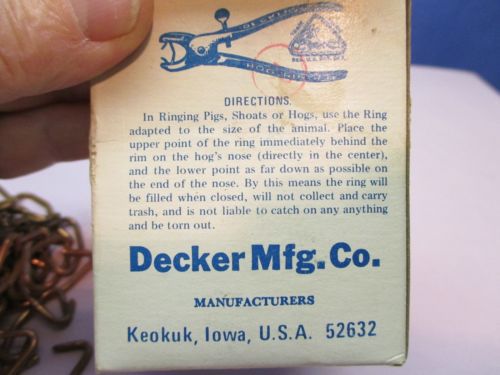 DIRECTIONS.
In Ringing Pigs, Shoats or Hogs, use the Ring
adapted to the size of the animal. Place the
upper point of the ring immediately behind the
rim on the hog's nose (directly in the center),
and the lower point as far down as possible on
the end of the nose. By this means the ring will
be filled when closed, will not collect and carry
trash, and is not liable to catch on any anything
and be torn out.
Decker Mfg. Co.
MANUFACTURERS
Keokuk, Iowa, U.S.A. 52632